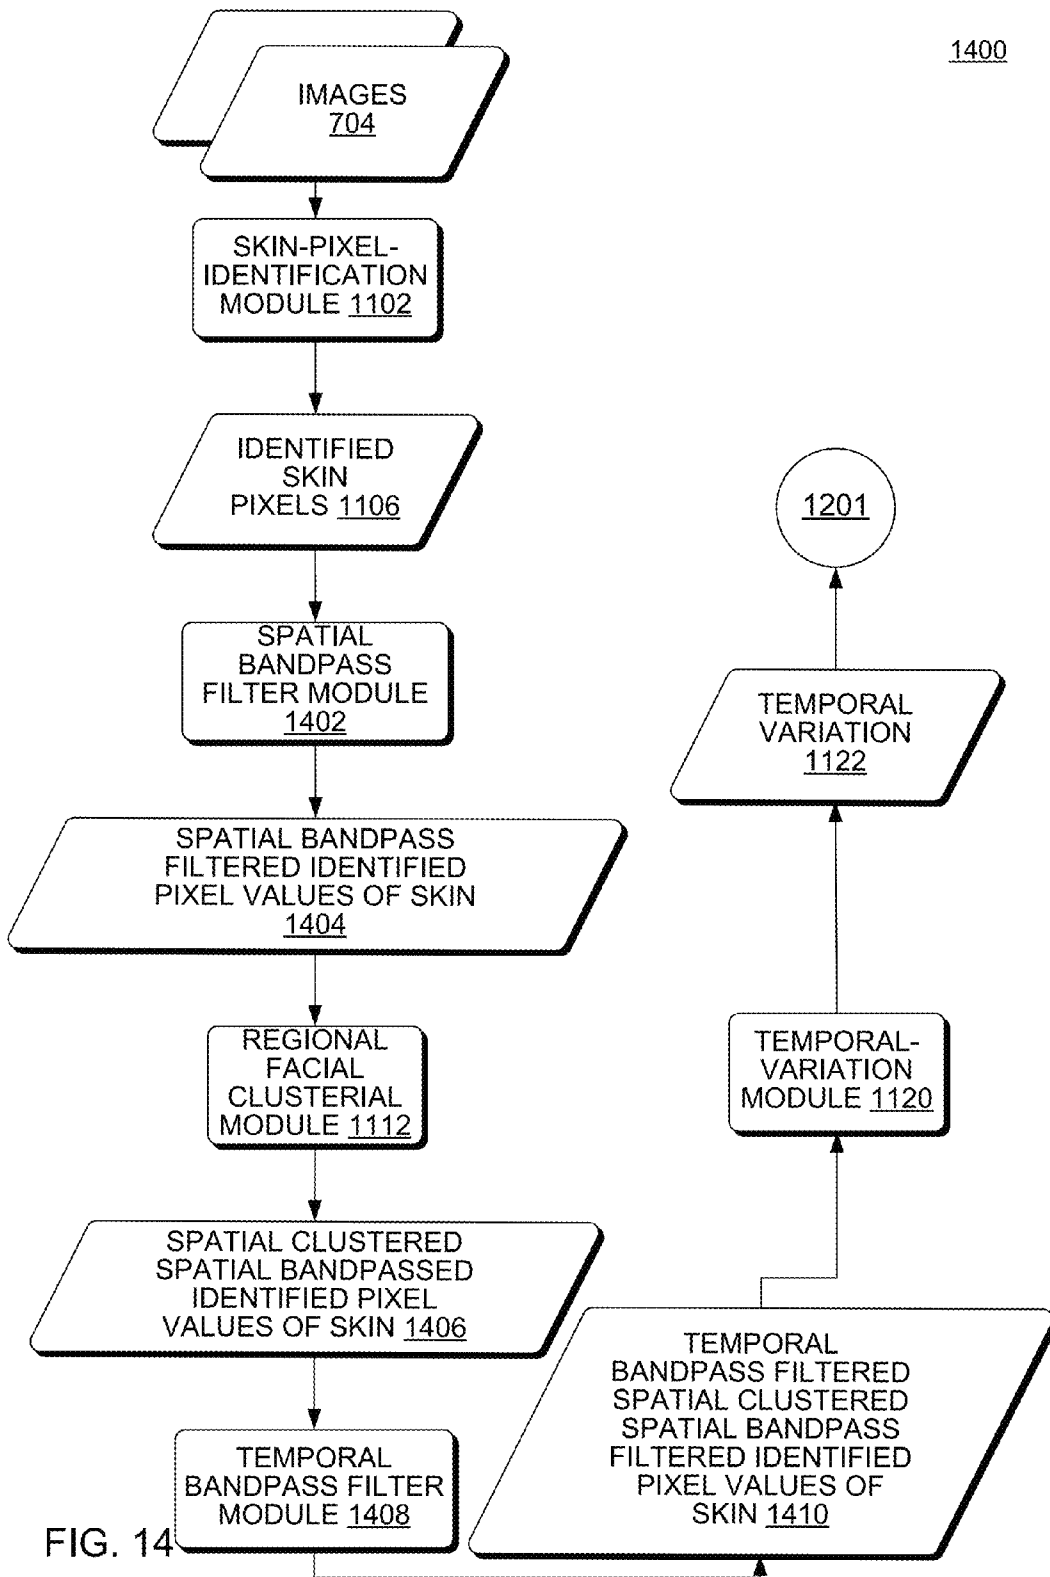 1400
IMAGES
704
SKIN-PIXEL-
IDENTIFICATION
MODULE 1102
IDENTIFIED
SKIN
PIXELS 1106
SPATIAL
BANDPASS
FILTER MODULE
1402
SPATIAL BANDPASS
FILTERED IDENTIFIED
PIXEL VALUES OF SKIN
1404
REGIONAL
FACIAL
CLUSTERIAL
MODULE 1112
SPATIAL CLUSTERED
SPATIAL BANDPASSED
IDENTIFIED PIXEL
VALUES OF SKIN 1406
TEMPORAL
BANDPASS FILTER
MODULE 1408
TEMPORAL
BANDPASS FILTERED
SPATIAL CLUSTERED
SPATIAL BANDPASS
FILTERED IDENTIFIED
PIXEL VALUES OF
SKIN 1410
TEMPORAL-
VARIATION
MODULE 1120
TEMPORAL
VARIATION
1122
1201
FIG. 14